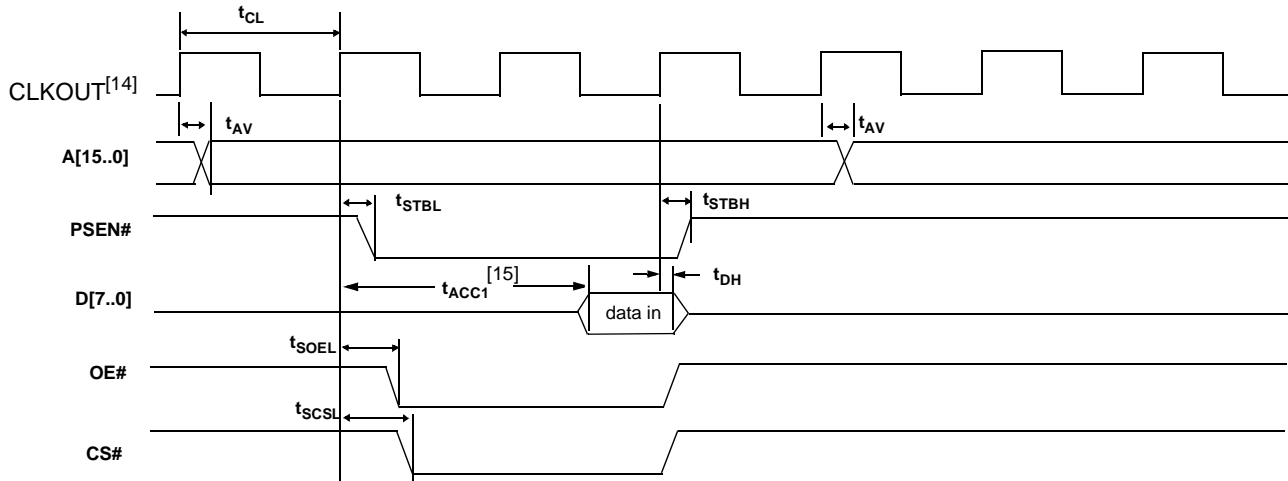 tCL
CLKOUT[14]
tAV
tAV
A[15..0]
tSTBL
tSTBH
PSEN#
[15]
tACC1
tDH
D[7..0]
data in
tSOEL
OE#
tSCSL
CS#